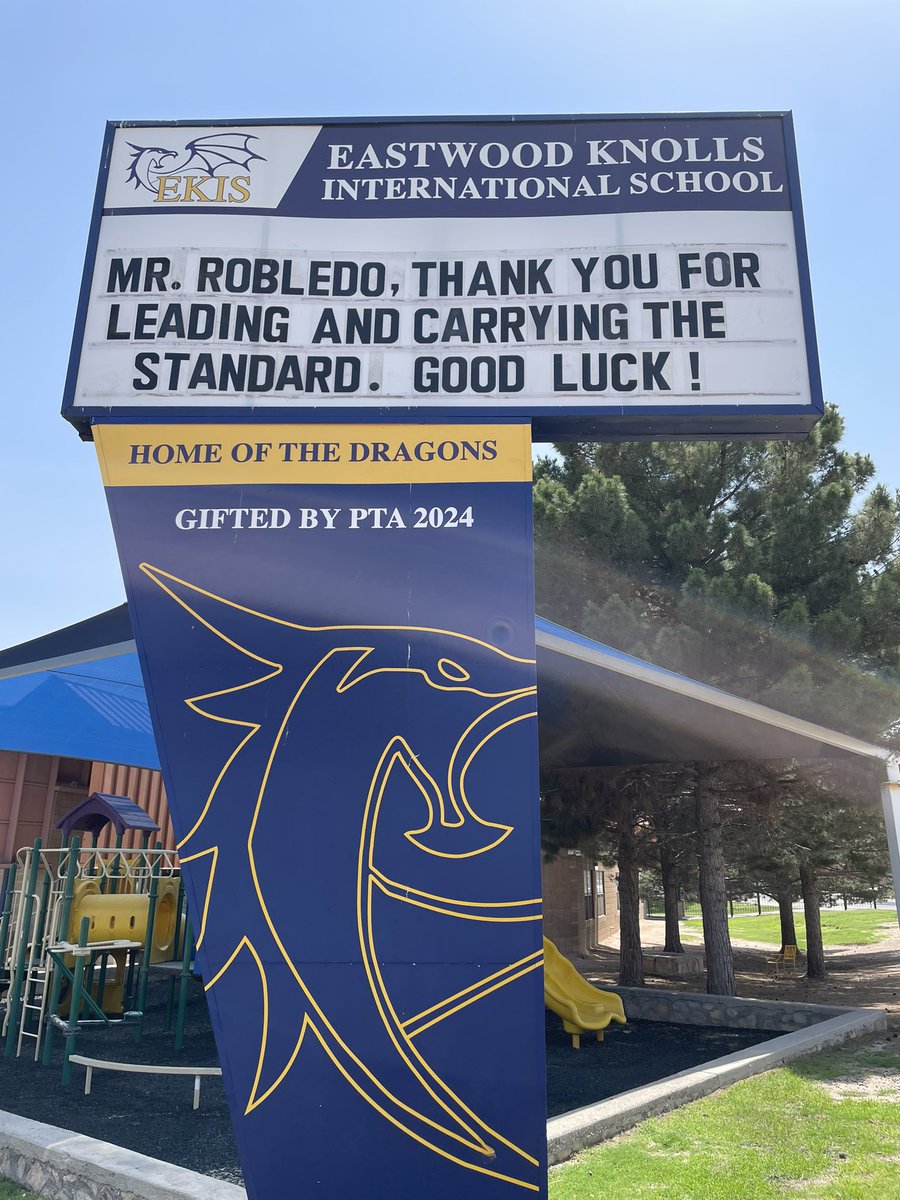 EKIS
EASTWOOD KNOLLS
INTERNATIONAL SCHOOL
MR. ROBLEDO, THANK YOU FOR
LEADING AND CARRYING THE
STANDARD. GOOD LUCK!
HOME OF THE DRAGONS
GIFTED BY PTA 2024